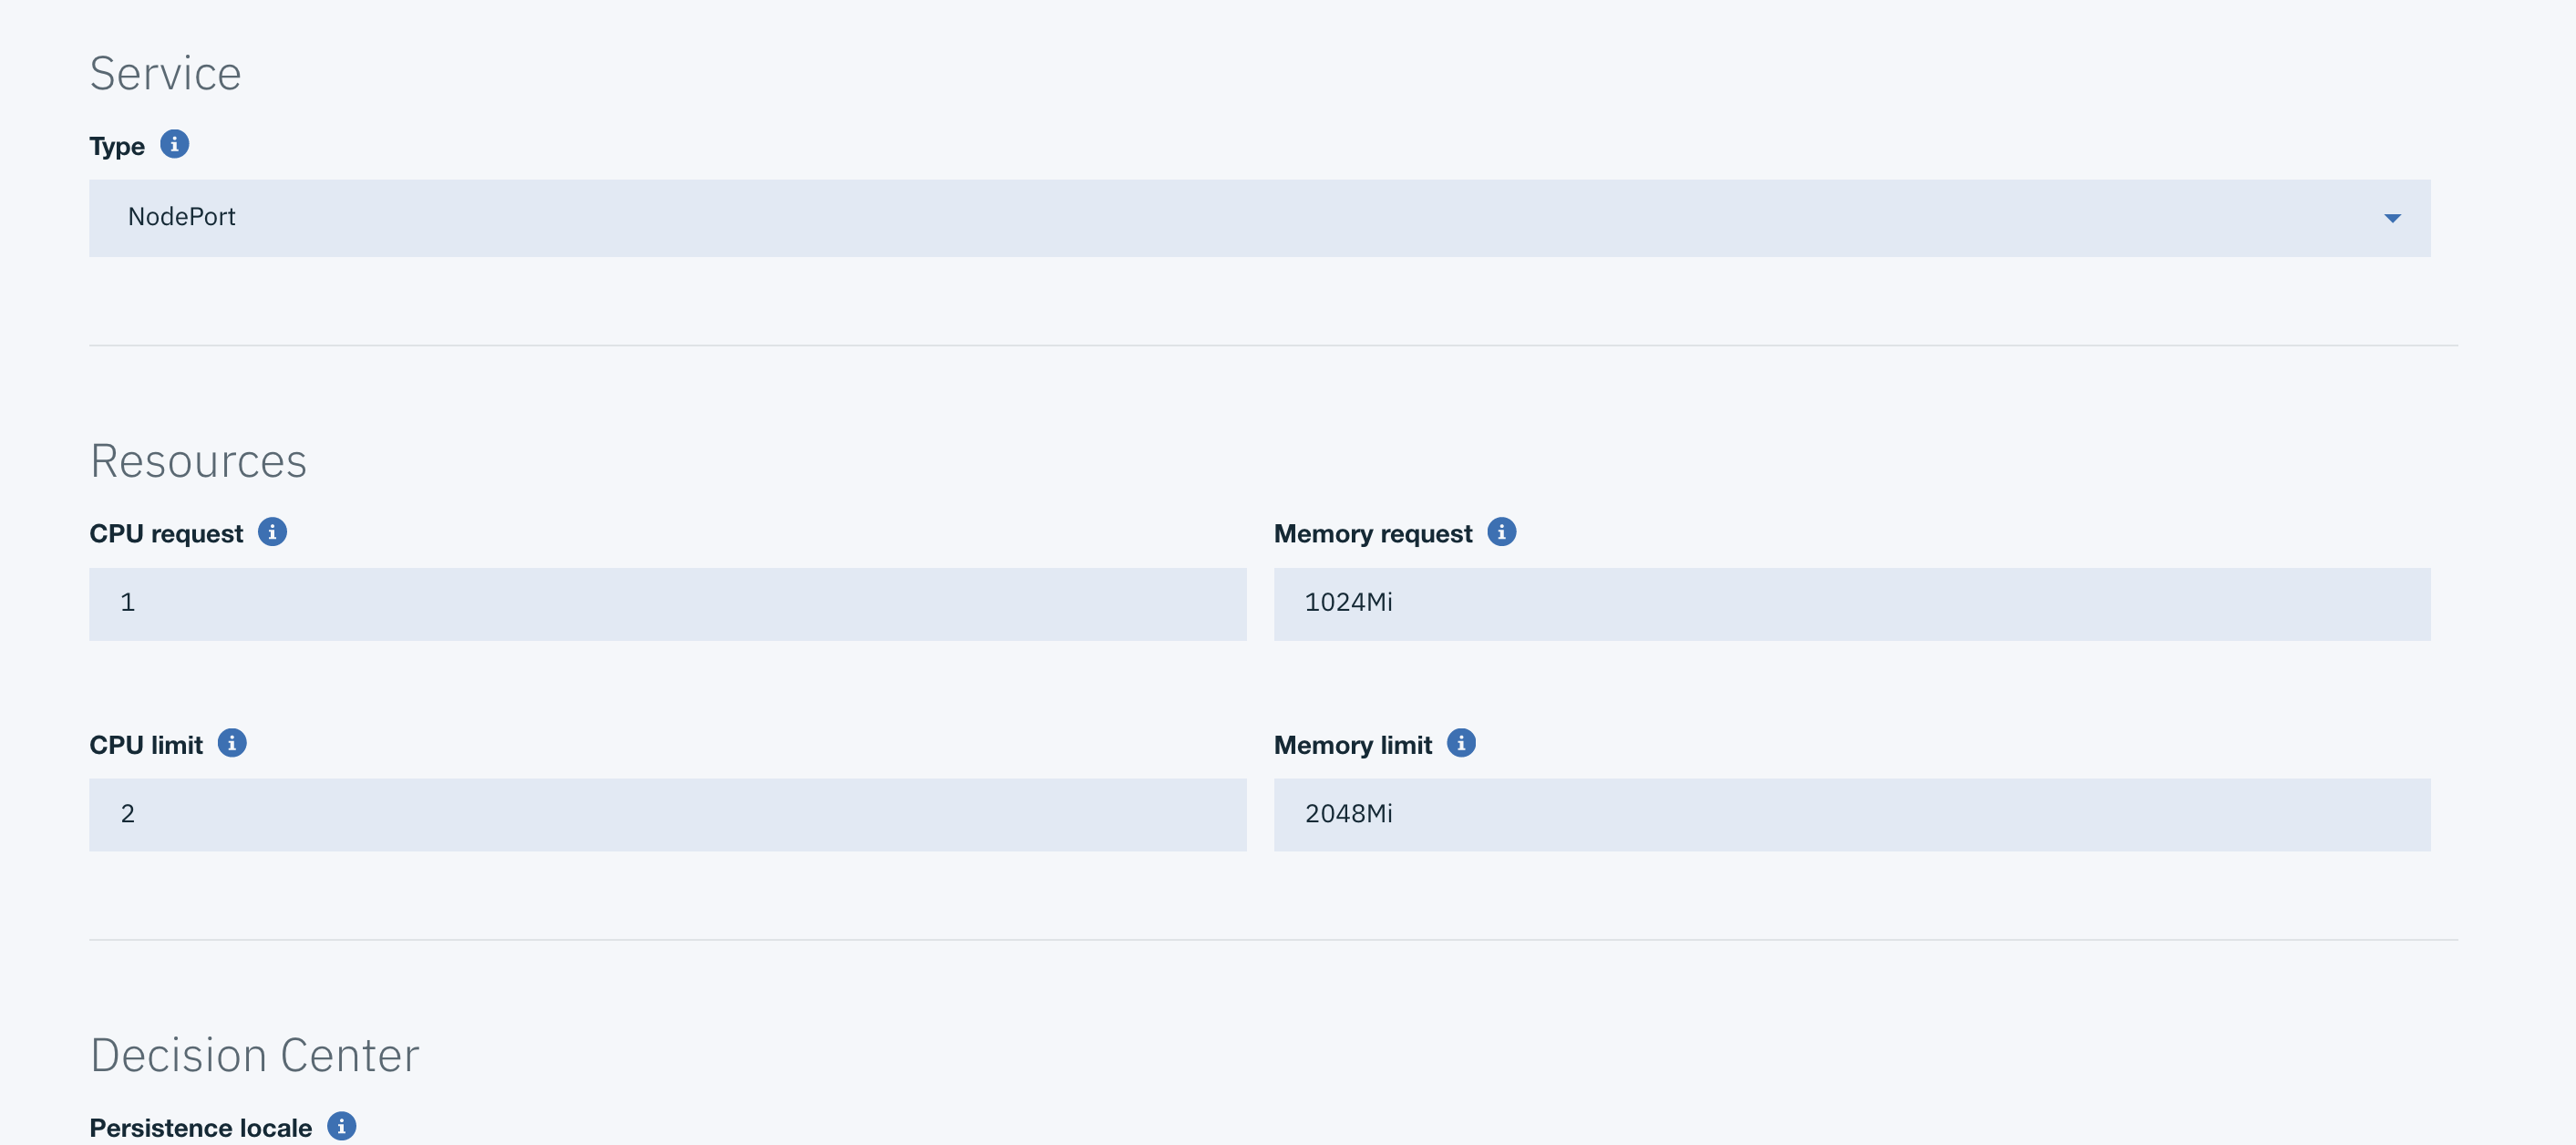 Service
Type
NodePort
Resources
CPU request
Memory request
1
1024Mi
CPU limit
Memory limit
2
2048Mi
Decision Center
Persistence locale